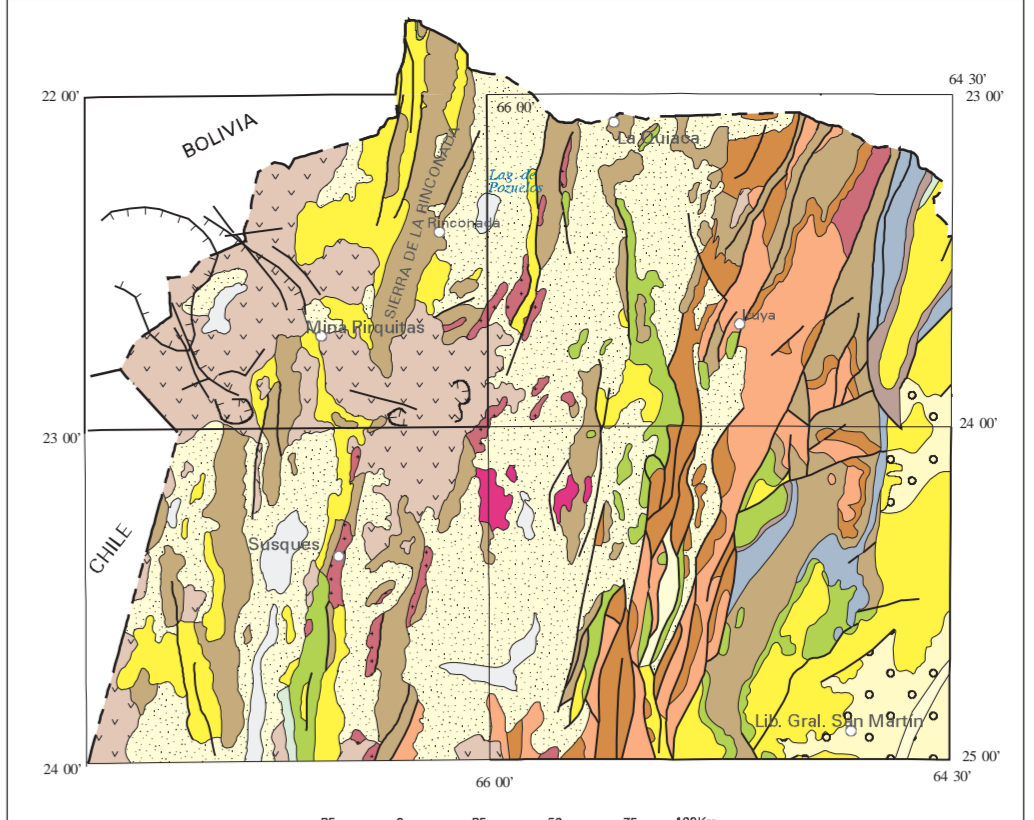 64 30'
22 00'
23 00'
66 00'
BOLIVIA
La Quiaca
Lag. de
Pozuelos
Rinconada
SIERRA DE LA RINCONADA
Iuya
Mina Pirquitas
24 00'
23 00'
Susques
CHILE
Lib. Gral. San Martín
25 00'
24 00'
66 00'
64 30'